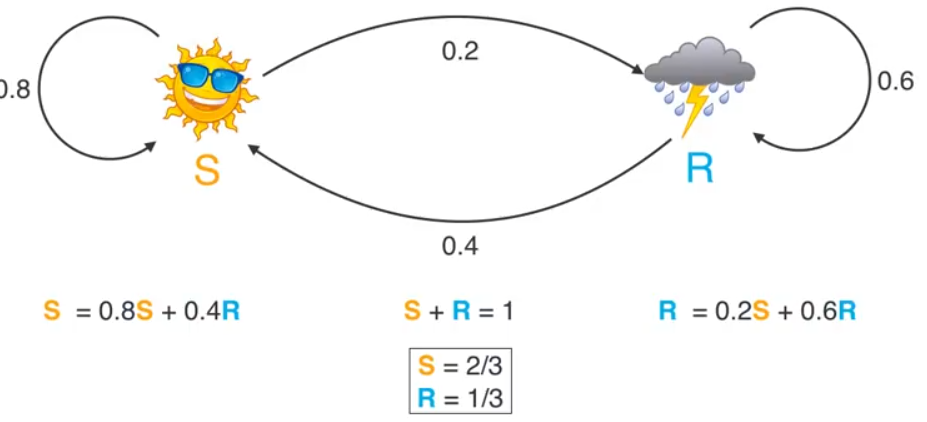 0.2
0.8
0.6
S
R
0.4
S = 0.8S + 0.4R
S + R = 1
R = 0.2S + 0.6R
S = 2/3
R = 1/3